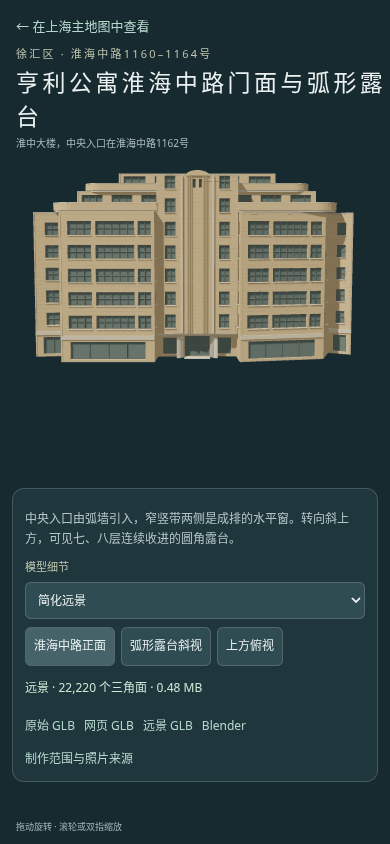 ← 在上海主地图中查看
徐汇区 · 淮海中路1160–1164号
亨利公寓淮海中路门面与弧形露
台
淮中大楼，中央入口在淮海中路1162号
中央入口由弧墙引入，窄竖带两侧是成排的水平窗。转向斜上
方，可见七、八层连续收进的圆角露台。
模型细节
简化远景
淮海中路正面 弧形露台斜视 上方俯视
远景 · 22,220 个三角面 · 0.48 MB
原始 GLB 网页 GLB 远景 GLB Blender
制作范围与照片来源
拖动旋转 · 滚轮或双指缩放